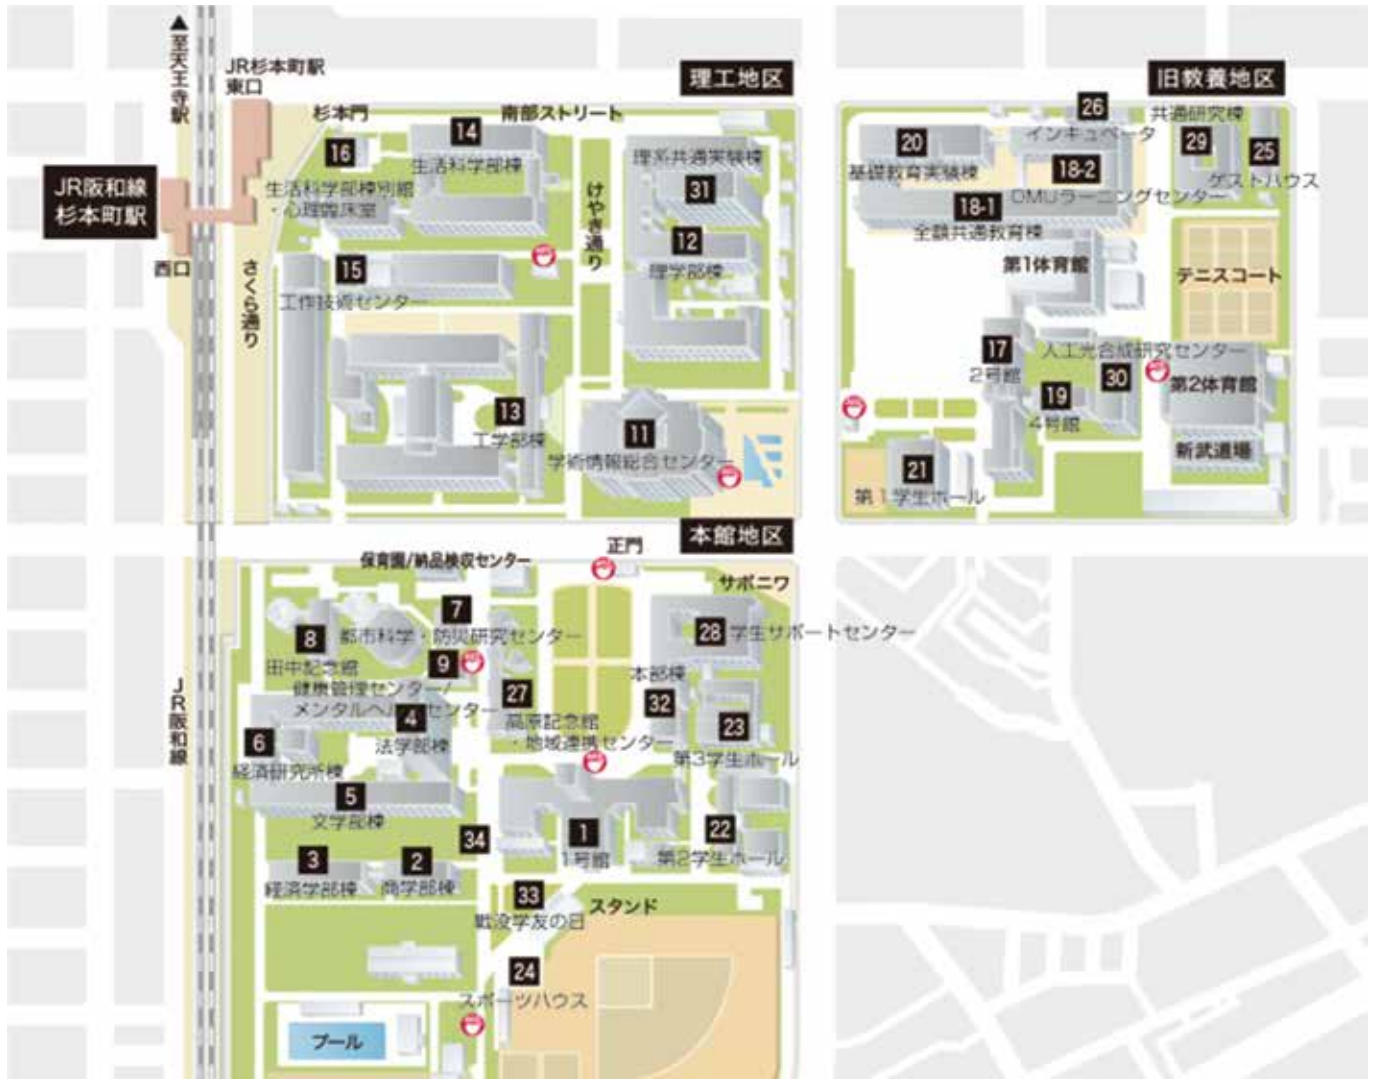 ▲至天王寺駅
JR杉本町駅
東口
JR阪和線
杉本町駅
西口
さくら通り
理工地区
杉本門
南部ストリート
16
生活科学部棟別館
・心理臨床室
14
生活科学部棟
けやき通り
理系共通実験棟
31
12
理学部棟
15
工作技術センター
13
工学部棟
11
学術情報総合センター
旧教養地区
20
基礎教育実験棟
26
インキュベータ
18-2
OMUラーニングセンター
共通研究棟
29
25
ゲストハウス
18-1
全学共通教育棟
第1体育館
テニスコート
17
2号館
人工光合成研究センター
30
19
4号館
第2体育館
新武道場
21
第1学生ホール
本館地区
保育園/納品検収センター
正門
サポニワ
7
都市科学・防災研究センター
8
田中記念館
9
健康管理センター/
メンタルヘルスセンター
27
高原記念館
・地域連携センター
28 学生サポートセンター
本部棟
32
23
第3学生ホール
JR阪和線
4
法学部棟
6
経済研究所棟
5
文学部棟
34
1
1号館
22
第2学生ホール
3
経済学部棟
2
商学部棟
33
戦没学友の日
スタンド
24
スポーツハウス
プール